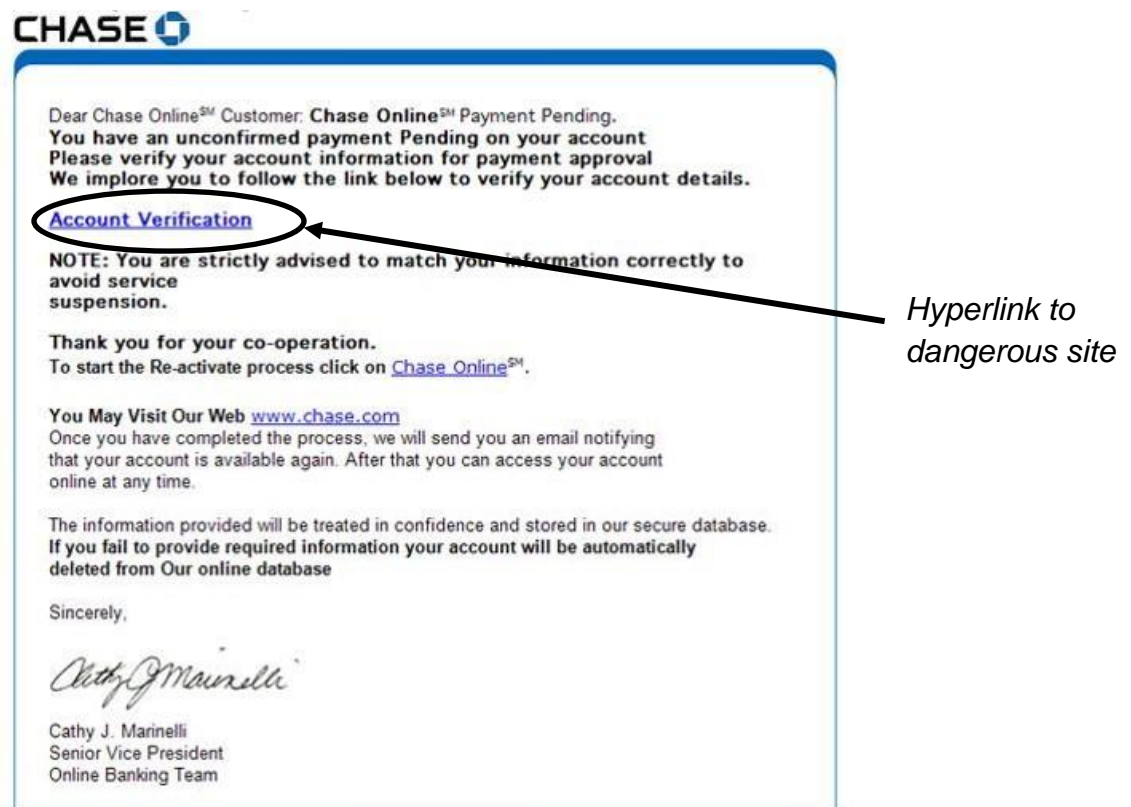 CHASE
Dear Chase Online℠ Customer: Chase Online℠ Payment Pending.
You have an unconfirmed payment Pending on your account
Please verify your account information for payment approval
We implore you to follow the link below to verify your account details.
Account Verification
NOTE: You are strictly advised to match your information correctly to
avoid service
suspension.
Hyperlink to
dangerous site
Thank you for your co-operation.
To start the Re-activate process click on Chase Online℠.
You May Visit Our Web www.chase.com
Once you have completed the process, we will send you an email notifying
that your account is available again. After that you can access your account
online at any time.
The information provided will be treated in confidence and stored in our secure database.
If you fail to provide required information your account will be automatically
deleted from Our online database
Sincerely,
Cathy J Marinelli
Cathy J. Marinelli
Senior Vice President
Online Banking Team